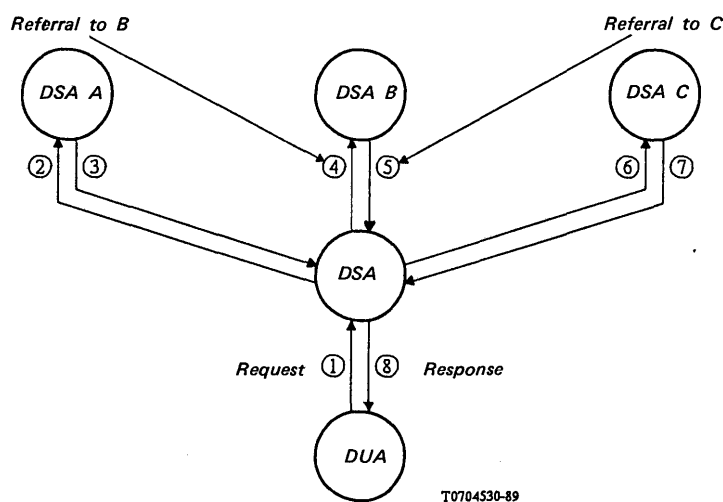 Referral to B
Referral to C
DSA A
DSA B
DSA C
② ③
④ ⑤
⑥ ⑦
DSA
Request ① ⑧ Response
DUA
T0704530-89